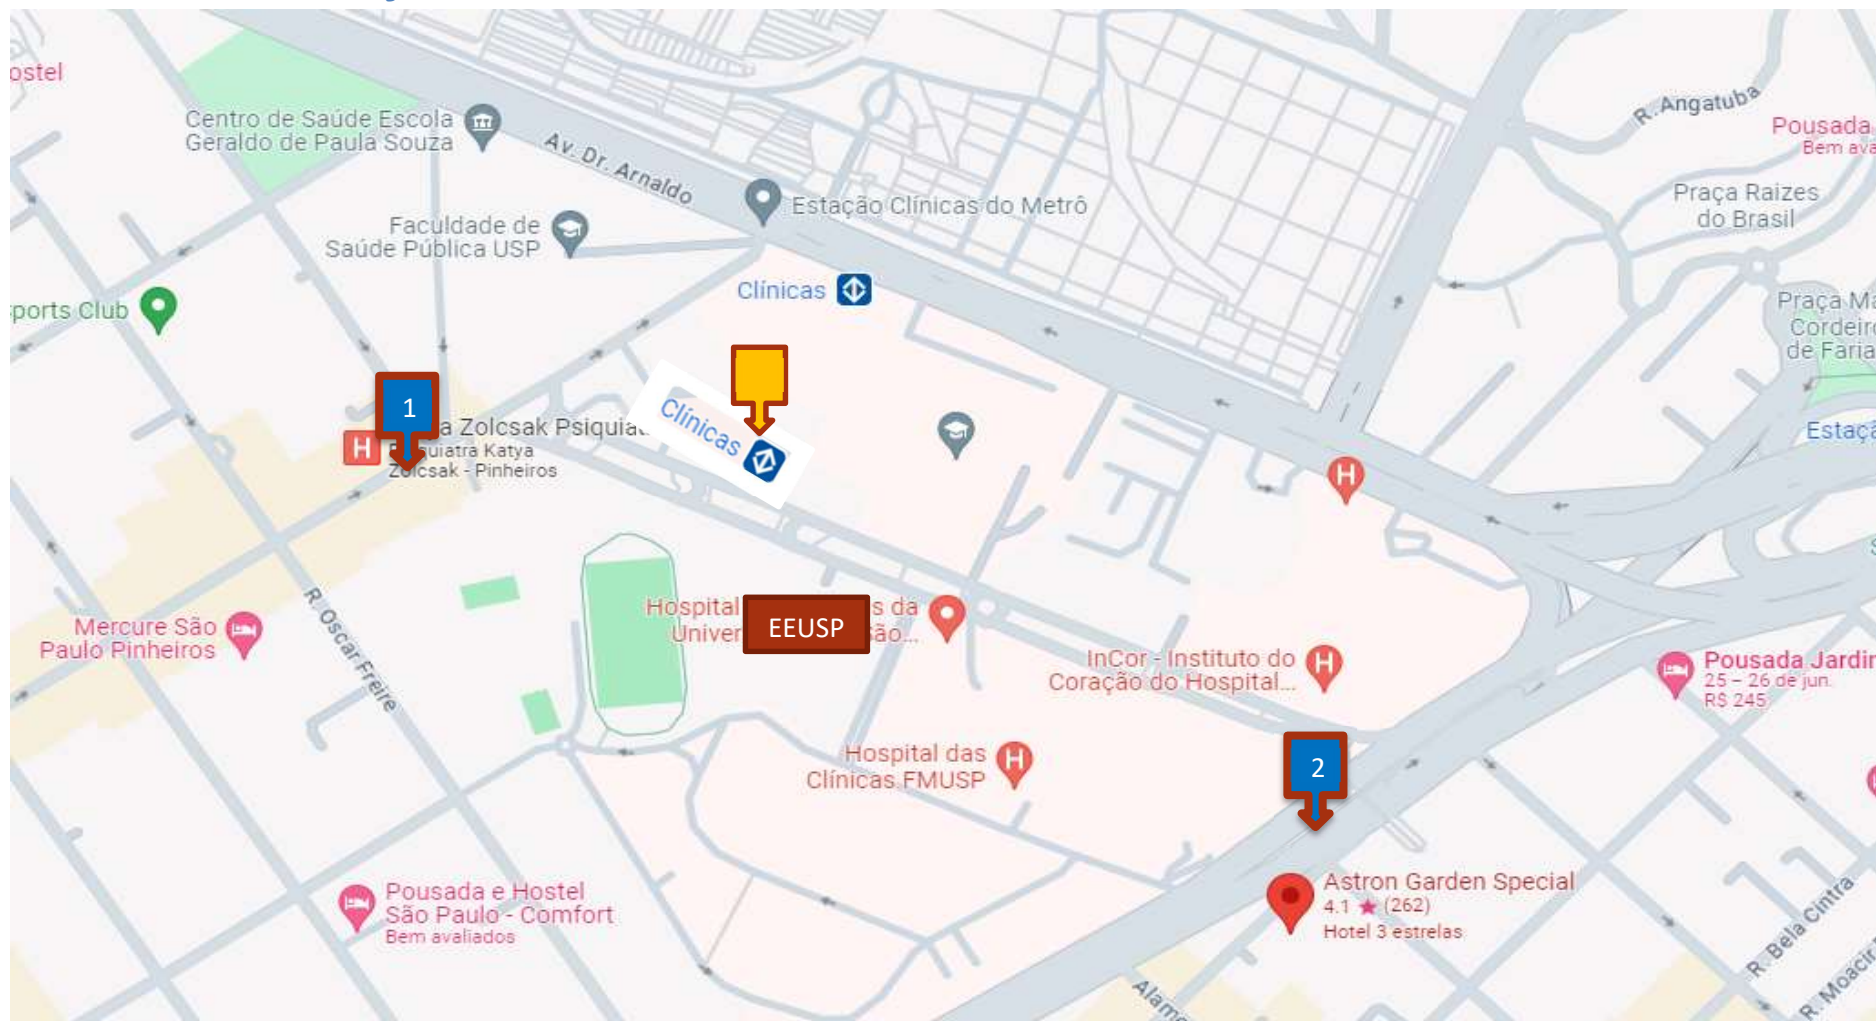 ostel
Centro de Saúde Escola
Geraldo de Paula Souza
Av. Dr. Arnaldo
R. Angatuba
Pousada
Bem ava
Estação Clínicas do Metrô
Praça Raizes
do Brasil
Faculdade de
Saúde Pública USP
Clínicas
ports Club
Praça Ma
Cordeiro
de Faria
1
a Zolcsak Psiquiat
quiatra Katya
Zolcsak - Pinheiros
H
Clínicas
Estaçã
H
R. Oscar Freire
Mercure São
Paulo Pinheiros
Hospital
s da
Univer
São...
EEUSP
InCor - Instituto do
Coração do Hospital...
H
Pousada Jardin
25 – 26 de jun.
R$ 245
Hospital das
Clínicas FMUSP
H
2
Pousada e Hostel
São Paulo - Comfort
Bem avaliados
Astron Garden Special
4.1 ★ (262)
Hotel 3 estrelas
R. Bela Cintra
Alame
R. Moacir